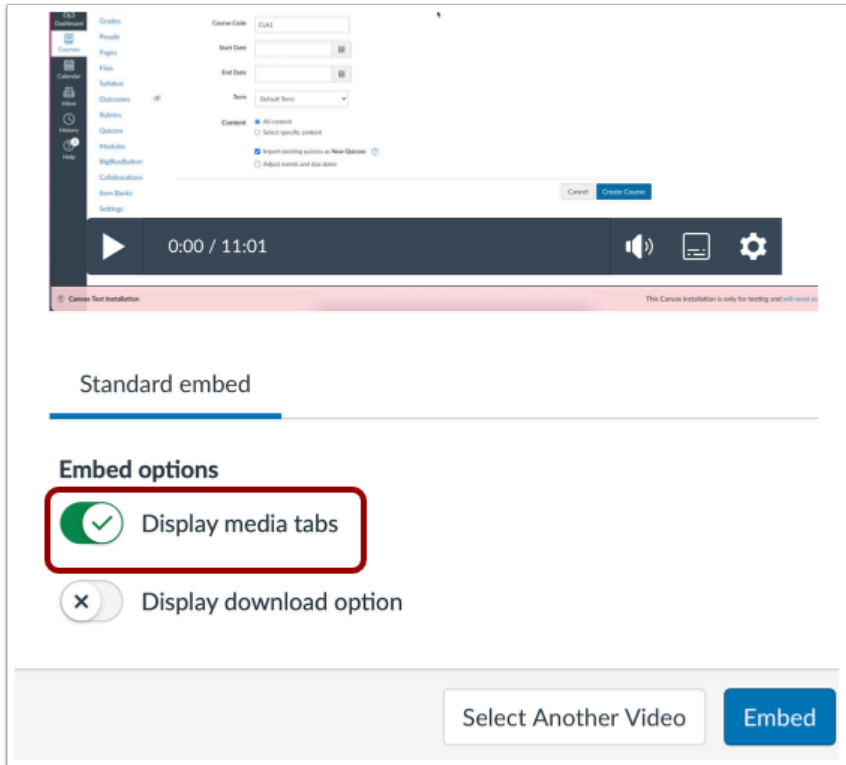 Dashboard
Courses
Calendar
Inbox
History
Help
Grades
People
Pages
Files
Syllabus
Outcomes
Rubrics
Quizzes
Modules
BigBlueButton
Collaborations
Item Banks
Settings
Course Code
CLK1
Start Date
End Date
Term
Default Term
Content
All content
Select specific content
Import existing quizzes as New Quizzes
Adjust events and due dates
Cancel
Create Course
0:00 / 11:01
Canvas Test Installation
This Canvas installation is only for testing and will reset
Standard embed
Embed options
Display media tabs
Display download option
Select Another Video
Embed